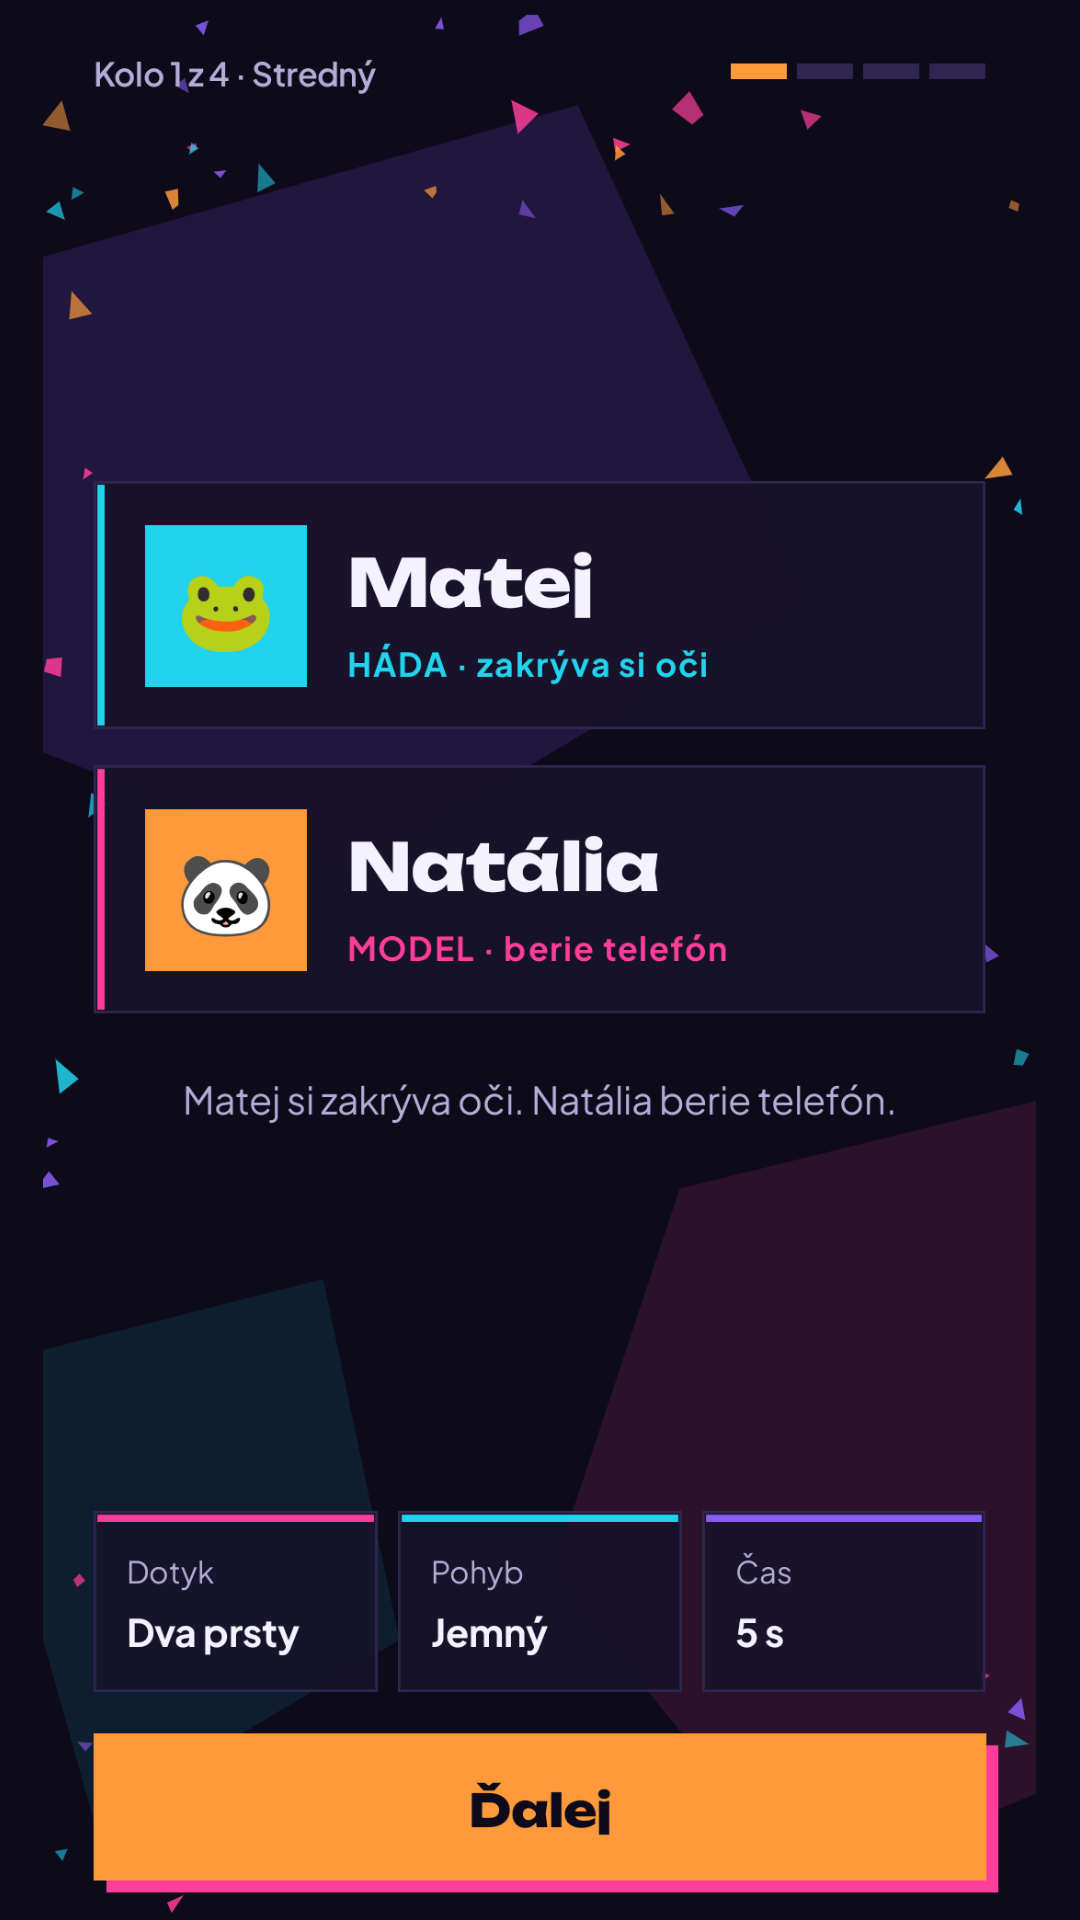 Kolo 1 z 4 · Stredný
Matej
HÁDA · zakrýva si oči
Natália
MODEL · berie telefón
Matej si zakrýva oči. Natália berie telefón.
Dotyk
Dva prsty
Pohyb
Jemný
Čas
5 s
Ďalej